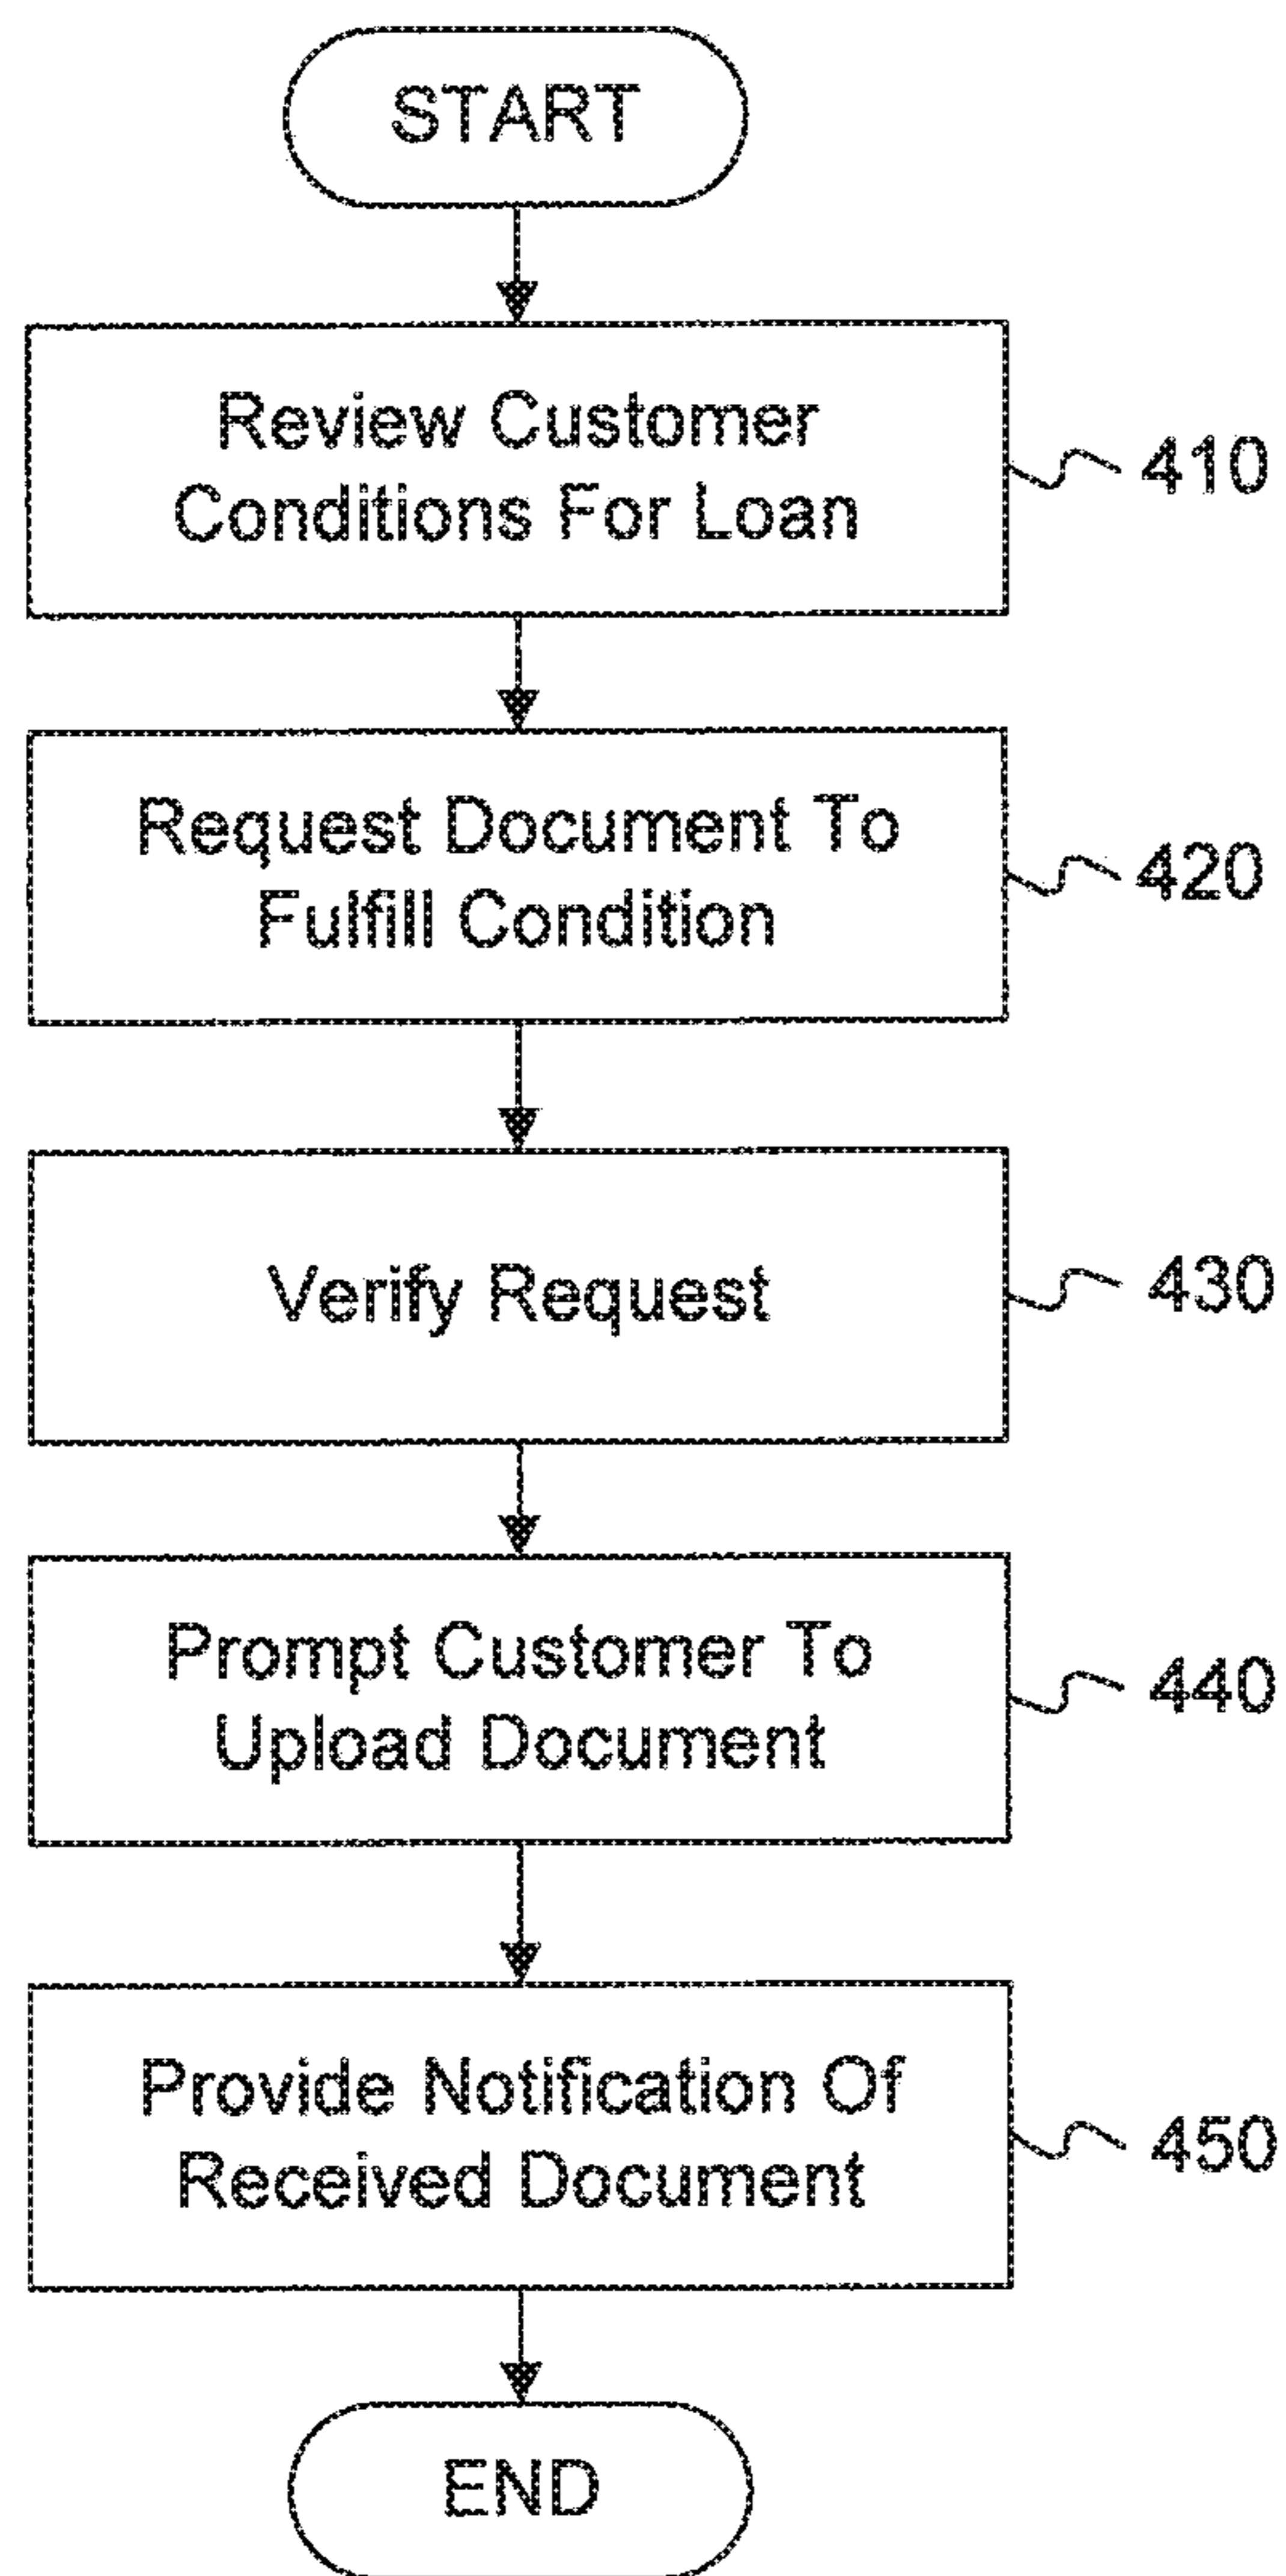 START
Review Customer
Conditions For Loan
410
Request Document To
Fulfill Condition
420
Verify Request
430
Prompt Customer To
Upload Document
440
Provide Notification Of
Received Document
450
END